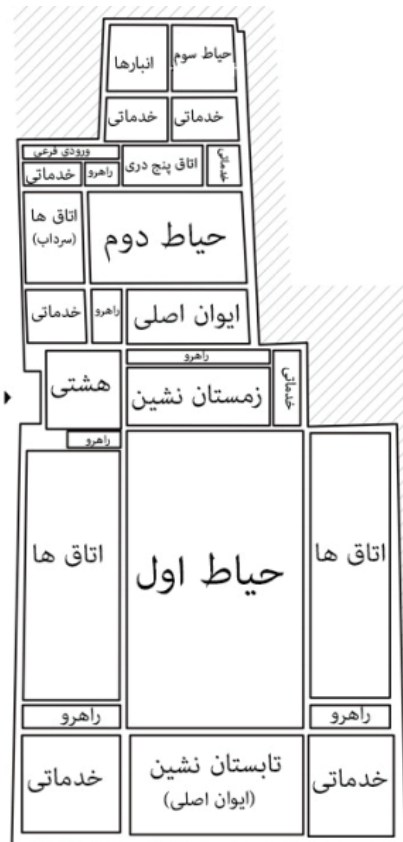 حیاط سوم
انبارها
خدماتی
خدماتی
ورودی فرعی
خدماتی
اتاق پنج دری
راهرو
خدماتی
حیاط دوم
اتاق ها
(سرداب)
ایوان اصلی
راهرو
خدماتی
راهرو
خدماتی
زمستان نشین
هشتی
راهرو
اتاق ها
حیاط اول
اتاق ها
راهرو
راهرو
خدماتی
تابستان نشین
(ایوان اصلی)
خدماتی